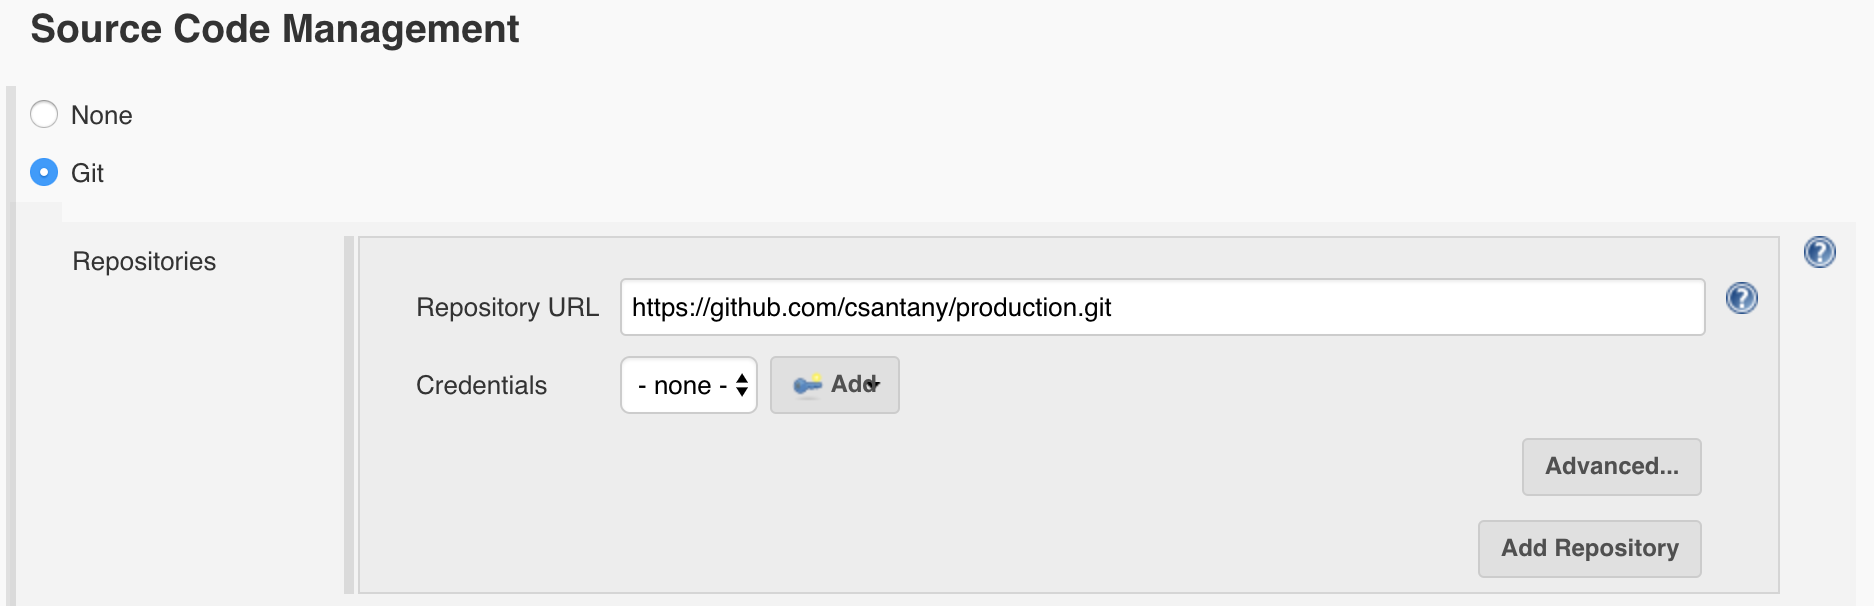 Source Code Management
None
Git
Repositories
Repository URL https://github.com/csantany/production.git
Credentials - none - Add
Advanced...
Add Repository